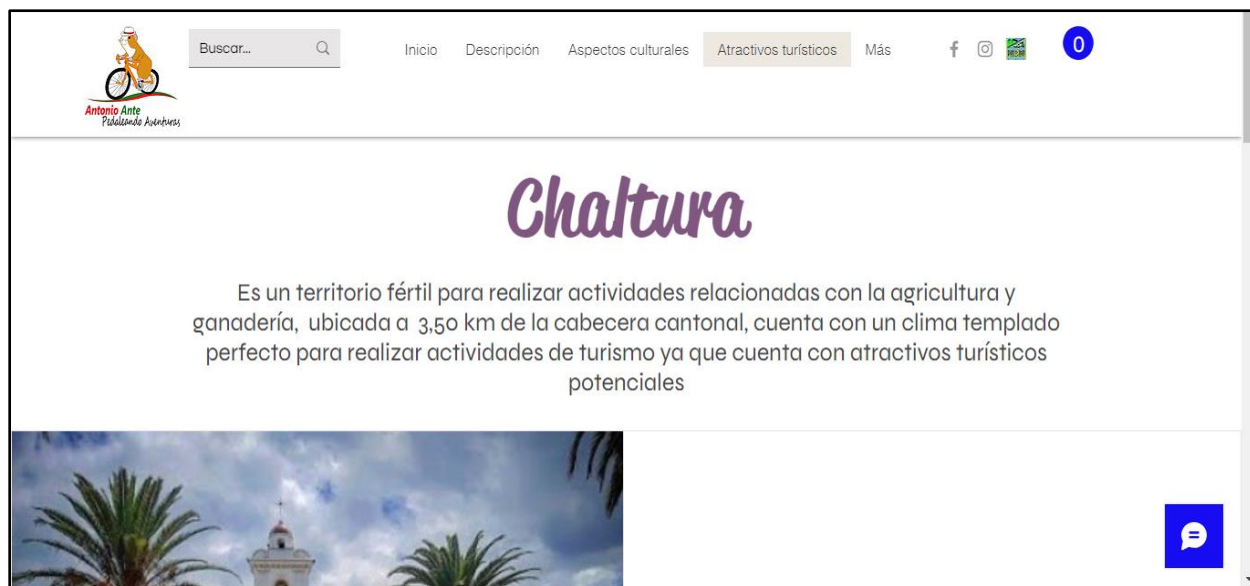 Buscar...
Inicio
Descripción
Aspectos culturales
Atractivos turísticos
Más
0
Antonio Ante
Pedaleando Aventuras
Chaltura
Es un territorio fértil para realizar actividades relacionadas con la agricultura y
ganadería, ubicada a 3,50 km de la cabecera cantonal, cuenta con un clima templado
perfecto para realizar actividades de turismo ya que cuenta con atractivos turísticos
potenciales